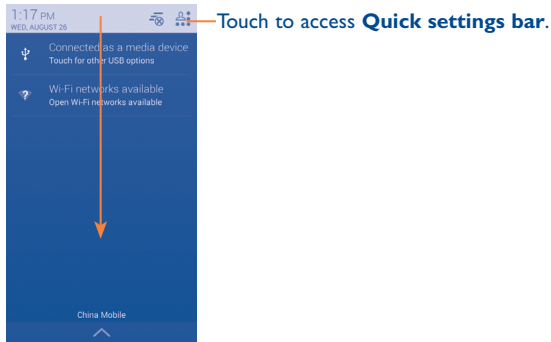 1:17 PM
WED, AUGUST 26
Touch to access Quick settings bar.
Connected as a media device
Touch for other USB options
Wi-Fi networks available
Open Wi-Fi networks available
China Mobile